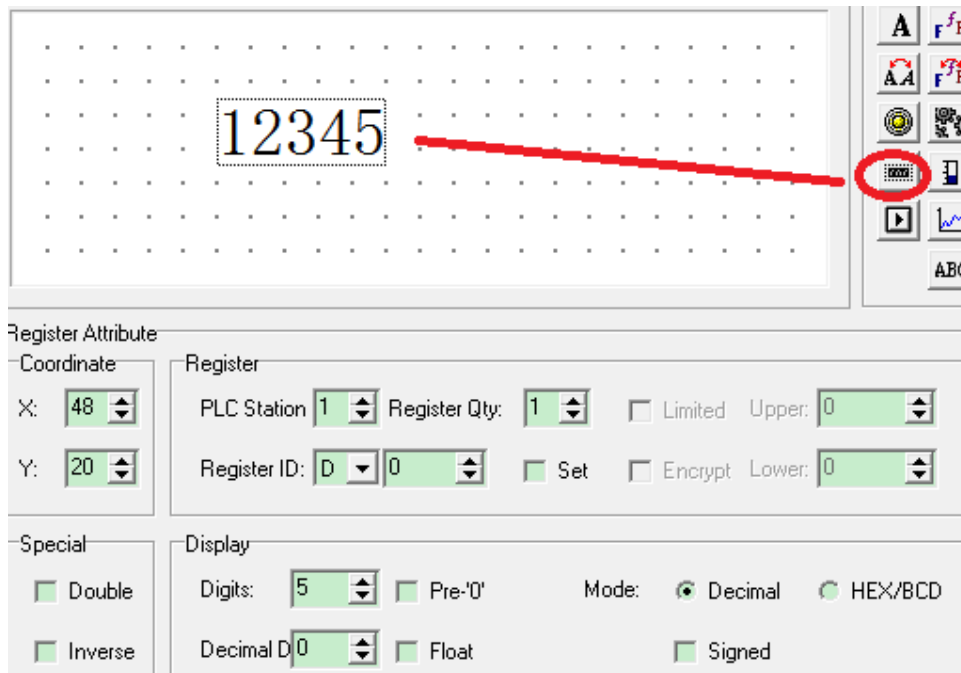 A
12345
ABC
Register Attribute
Coordinate
Register
X: 48
PLC Station 1
Register Qty: 1
Limited
Upper: 0
Y: 20
Register ID: D 0
Set
Encrypt
Lower: 0
Special
Display
Double
Digits: 5
Pre-'0'
Mode:
Decimal
HEX/BCD
Inverse
Decimal D 0
Float
Signed